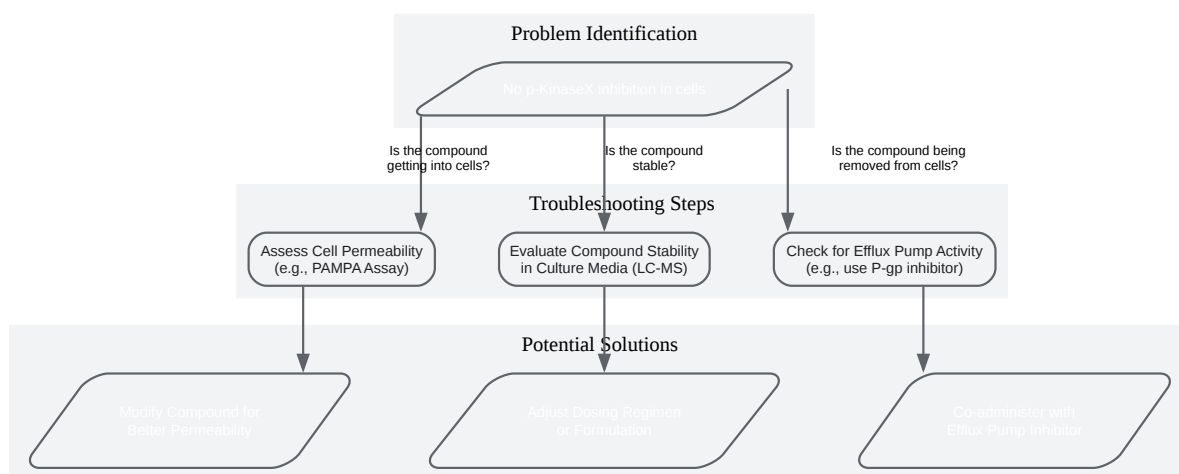 Problem Identification
No p-KinaseX Inhibition in cells
Is the compound
getting into cells?
Is the compound
stable?
Is the compound being
removed from cells?
Troubleshooting Steps
Assess Cell Permeability
(e.g., PAMPA Assay)
Evaluate Compound Stability
in Culture Media (LC-MS)
Check for Efflux Pump Activity
(e.g., use P-gp inhibitor)
Potential Solutions
Modify Compound for
Better Permeability
Adjust Dosing Regimen
or Formulation
Co-administer with
Efflux Pump Inhibitor